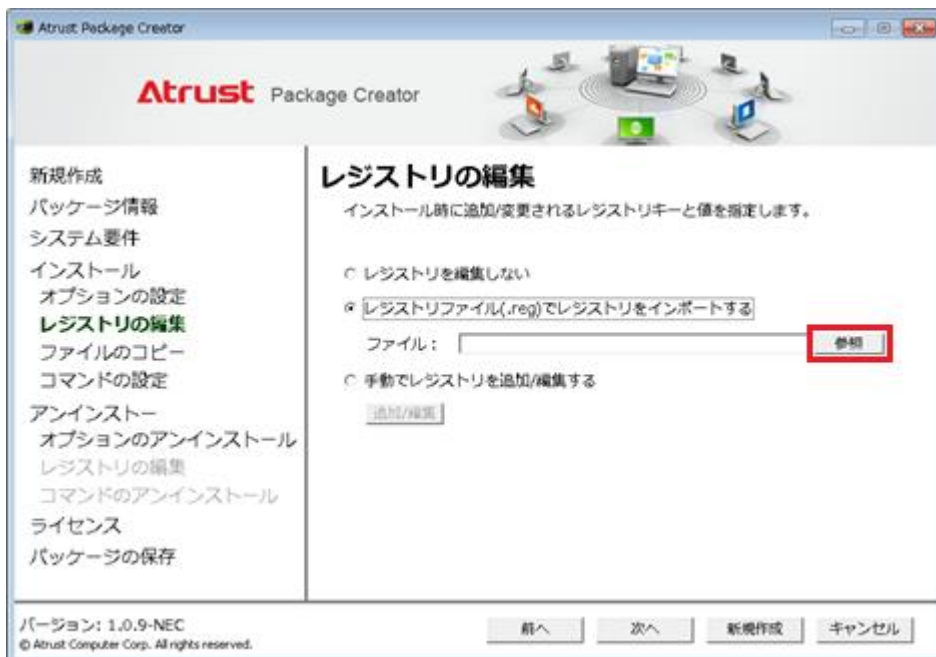 Atrust Package Creator
Atrust Package Creator
新規作成
パッケージ情報
システム要件
インストール
オプションの設定
レジストリの編集
ファイルのコピー
コマンドの設定
アンインストー
オプションのアンインストール
レジストリの編集
コマンドのアンインストール
ライセンス
パッケージの保存
レジストリの編集
インストール時に追加/変更されるレジストリキーと値を指定します。
レジストリを編集しない
レジストリファイル(.reg)でレジストリをインポートする
ファイル： 参照
手動でレジストリを追加/編集する
追加/編集
バージョン: 1.0.9-NEC
© Atrust Computer Corp. All rights reserved.
前へ 次へ 新規作成 キャンセル